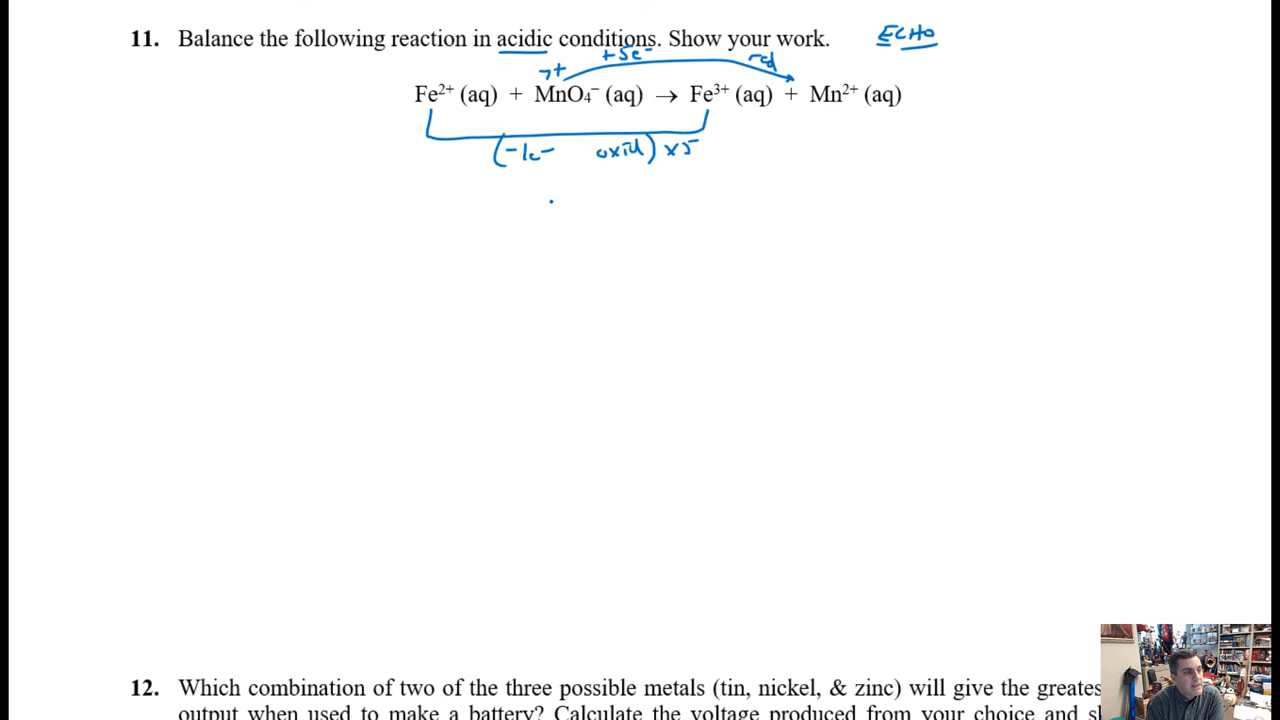 11. Balance the following reaction in acidic conditions. Show your work. ECHO
+5e⁻ red
7+
Fe²⁺ (aq) + MnO₄⁻ (aq) → Fe³⁺ (aq) + Mn²⁺ (aq)
(-1e- oxid) x5
12. Which combination of two of the three possible metals (tin, nickel, & zinc) will give the greates
output when used to make a battery? Calculate the voltage produced from your choice and sh